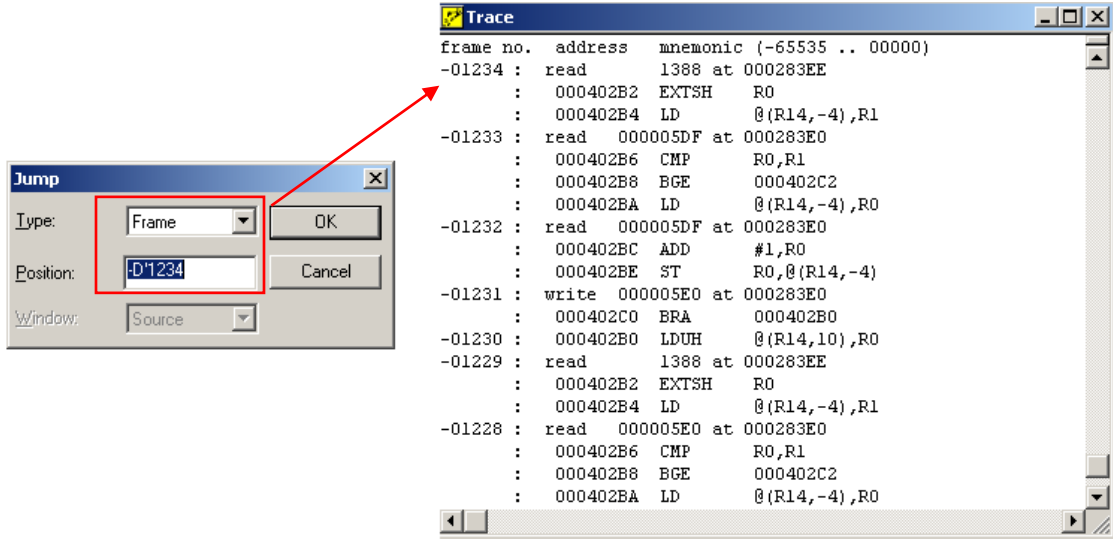 Trace
frame no.  address   mnemonic (-65535 .. 00000)
-01234 :  read        1388 at 000283EE
       :   000402B2  EXTSH    R0
       :   000402B4  LD       @(R14,-4),R1
-01233 :  read   000005DF at 000283E0
       :   000402B6  CMP      R0,R1
       :   000402B8  BGE      000402C2
       :   000402BA  LD       @(R14,-4),R0
-01232 :  read   000005DF at 000283E0
       :   000402BC  ADD      #1,R0
       :   000402BE  ST       R0,@(R14,-4)
-01231 :  write  000005E0 at 000283E0
       :   000402C0  BRA      000402B0
-01230 :   000402B0  LDUH     @(R14,10),R0
-01229 :  read        1388 at 000283EE
       :   000402B2  EXTSH    R0
       :   000402B4  LD       @(R14,-4),R1
-01228 :  read   000005E0 at 000283E0
       :   000402B6  CMP      R0,R1
       :   000402B8  BGE      000402C2
       :   000402BA  LD       @(R14,-4),R0
Jump
Type: Frame OK
Position: -D'1234 Cancel
Window: Source